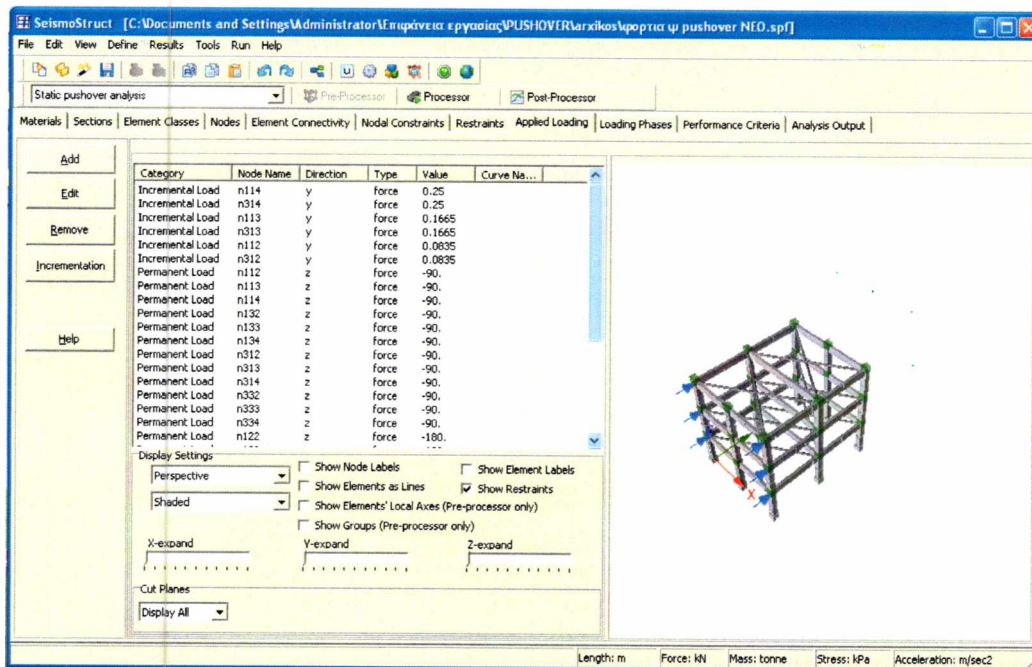 SeismoStruct [C:\Documents and Settings\Administrator\Επιφάνεια εργασίας\PUSHOVER\arxikos\φορτια ψ pushover NEO.spf]
File Edit View Define Results Tools Run Help
Static pushover analysis Pre-Processor Processor Post-Processor
Materials Sections Element Classes Nodes Element Connectivity Nodal Constraints Restraints Applied Loading Loading Phases Performance Criteria Analysis Output
Add
Edit
Remove
Incrementation
Help
Category Node Name Direction Type Value Curve Na...
Incremental Load n114 y force 0.25
Incremental Load n314 y force 0.25
Incremental Load n113 y force 0.1665
Incremental Load n313 y force 0.1665
Incremental Load n112 y force 0.0835
Incremental Load n312 y force 0.0835
Permanent Load n112 z force -90.
Permanent Load n113 z force -90.
Permanent Load n114 z force -90.
Permanent Load n132 z force -90.
Permanent Load n133 z force -90.
Permanent Load n134 z force -90.
Permanent Load n312 z force -90.
Permanent Load n313 z force -90.
Permanent Load n314 z force -90.
Permanent Load n332 z force -90.
Permanent Load n333 z force -90.
Permanent Load n334 z force -90.
Permanent Load n122 z force -180.
Display Settings
Perspective
Shaded
Show Node Labels Show Element Labels
Show Elements as Lines Show Restraints
Show Elements' Local Axes (Pre-processor only)
Show Groups (Pre-processor only)
X-expand Y-expand Z-expand
Cut Planes
Display All
X
Length: m Force: kN Mass: tonne Stress: kPa Acceleration: m/sec2